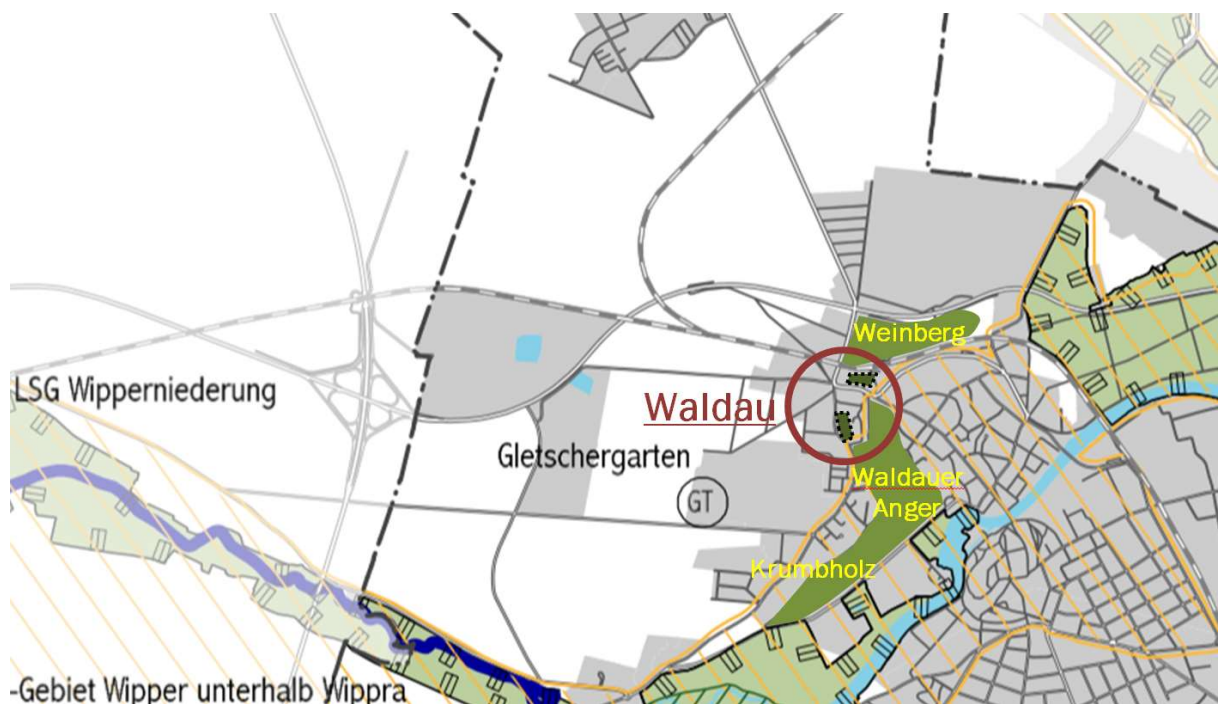 Weinberg
LSG Wipperniederung
Waldau
Gletschergarten
GT
Waldauer
Anger
Krumbholz
-Gebiet Wipper unterhalb Wippra